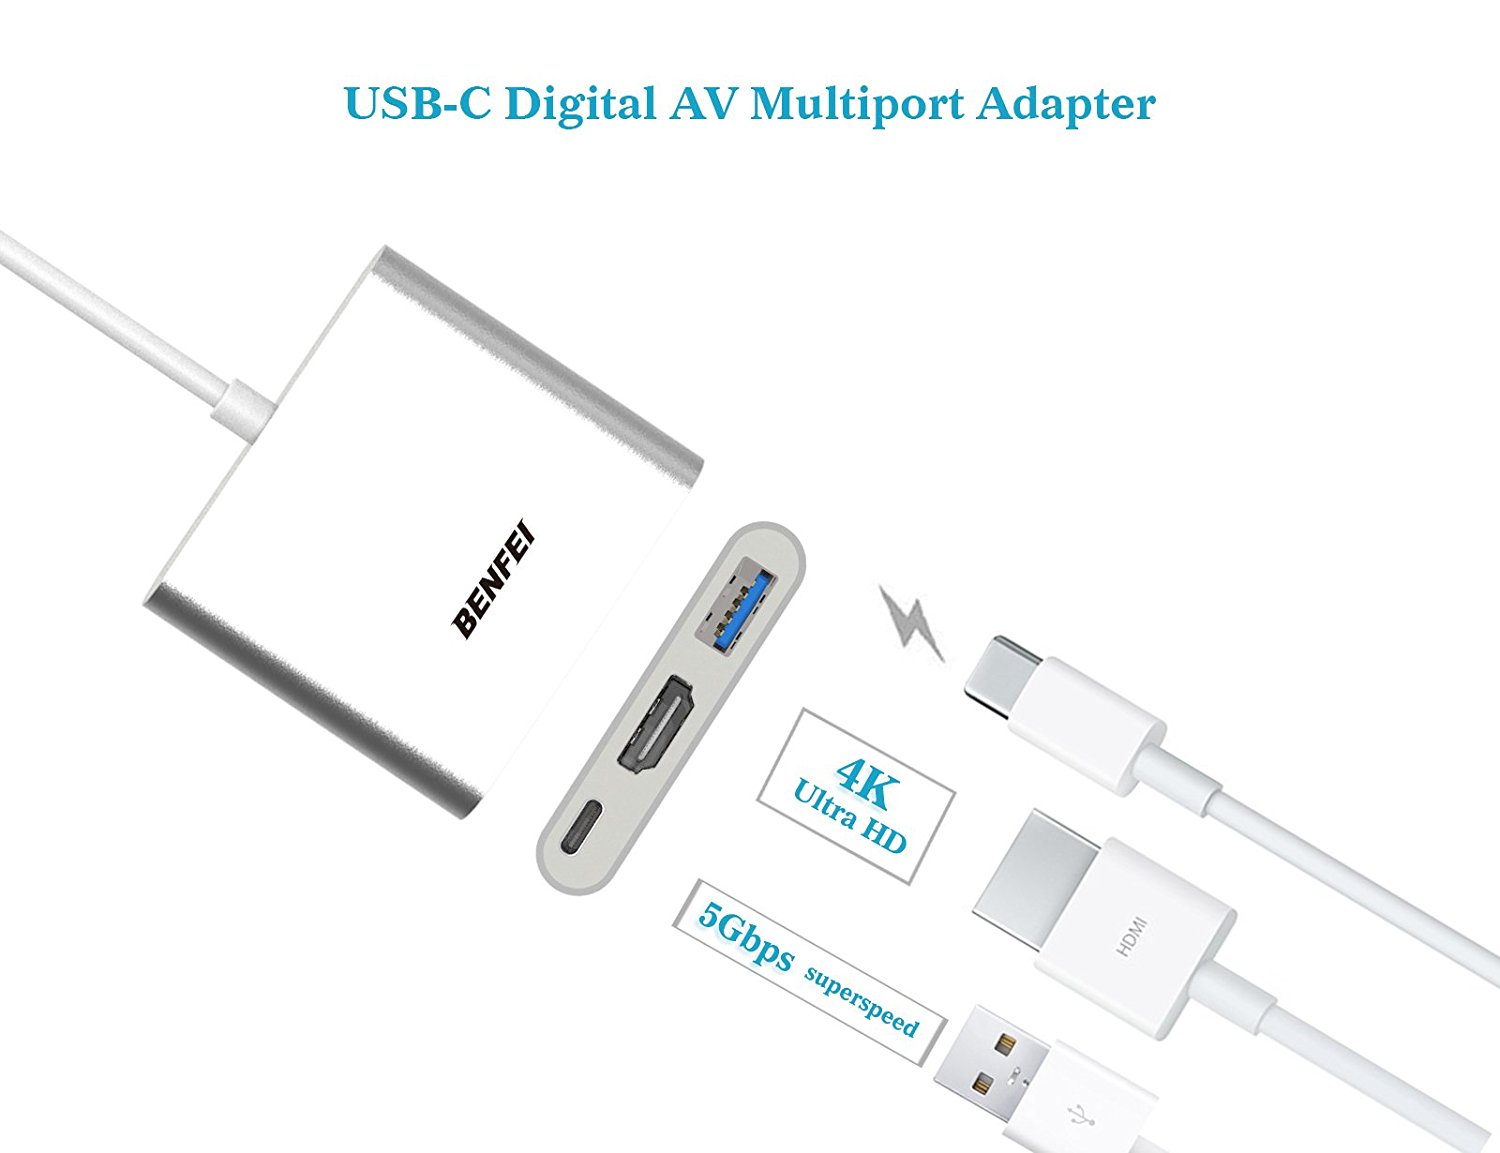 USB-C Digital AV Multiport Adapter
BENFEI
4K
Ultra HD
5Gbps superspeed
HDMI